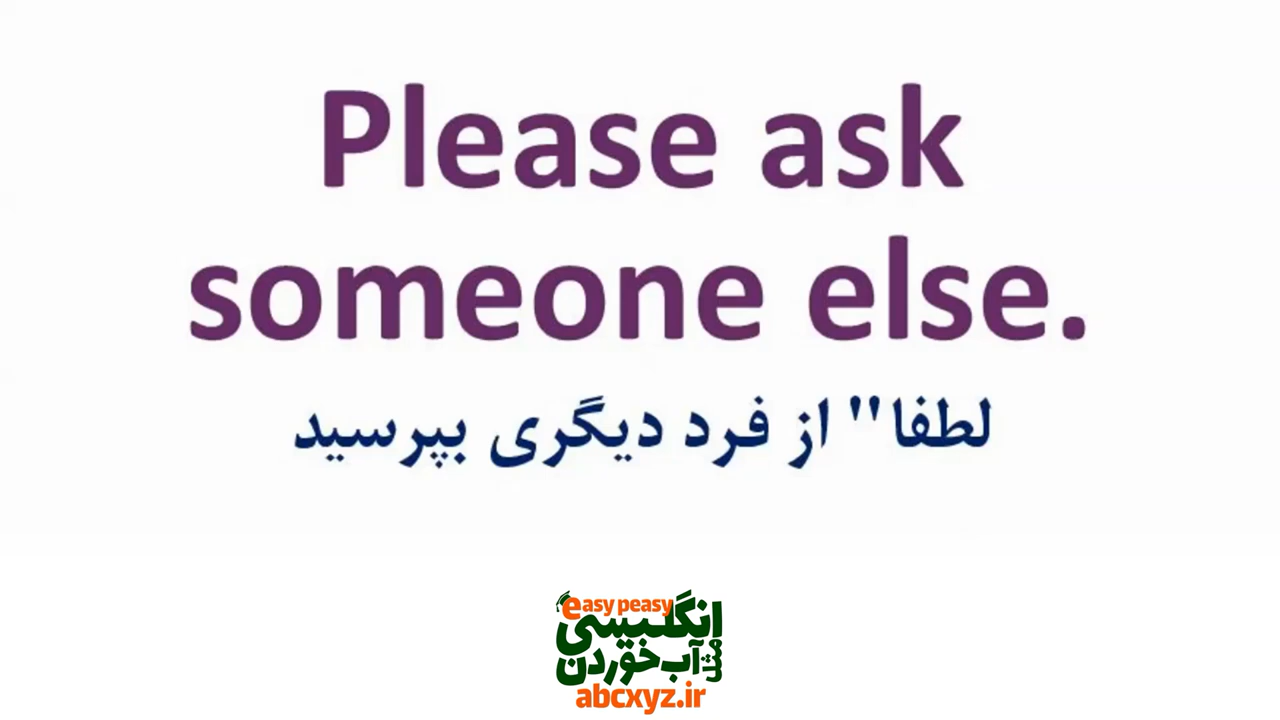 Please ask
someone else.
لطفا" از فرد دیگری بپرسید
easy peasy
انگلیسی
مثل آب خوردن
abcxyz.ir